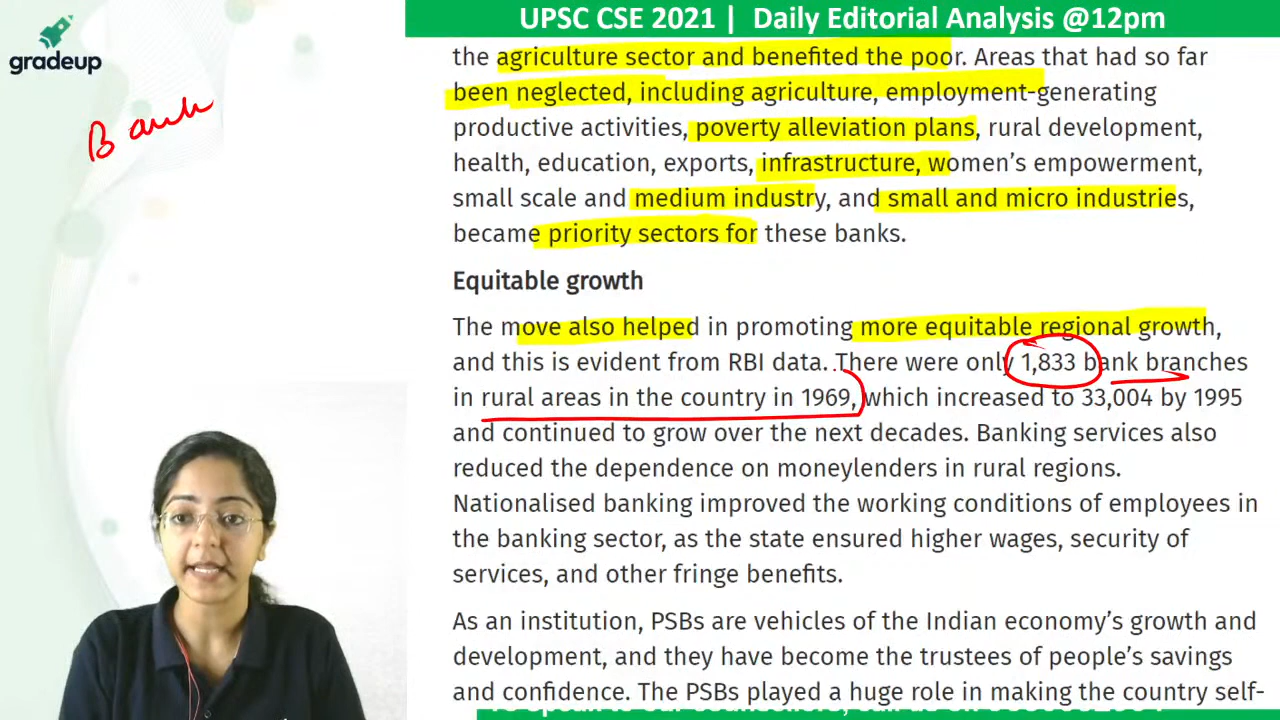 UPSC CSE 2021 | Daily Editorial Analysis @12pm
gradeup
Bank
the agriculture sector and benefited the poor. Areas that had so far
been neglected, including agriculture, employment-generating
productive activities, poverty alleviation plans, rural development,
health, education, exports, infrastructure, women’s empowerment,
small scale and medium industry, and small and micro industries,
became priority sectors for these banks.
Equitable growth
The move also helped in promoting more equitable regional growth,
and this is evident from RBI data. There were only 1,833 bank branches
in rural areas in the country in 1969, which increased to 33,004 by 1995
and continued to grow over the next decades. Banking services also
reduced the dependence on moneylenders in rural regions.
Nationalised banking improved the working conditions of employees in
the banking sector, as the state ensured higher wages, security of
services, and other fringe benefits.
As an institution, PSBs are vehicles of the Indian economy’s growth and
development, and they have become the trustees of people’s savings
and confidence. The PSBs played a huge role in making the country self-